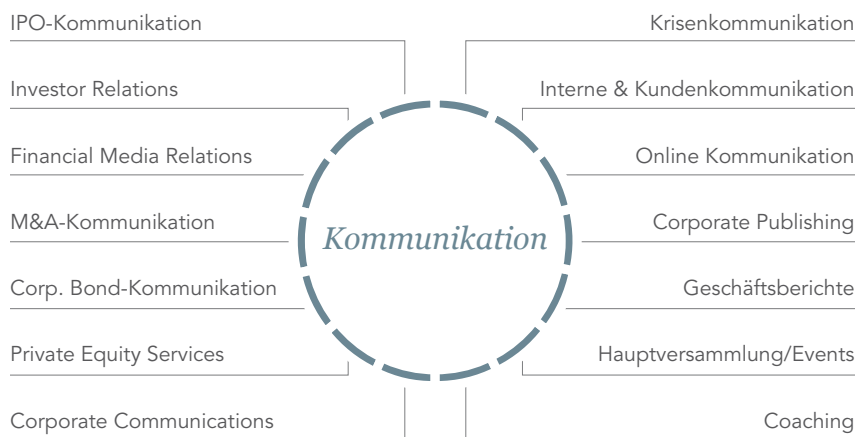 IPO-Kommunikation
Investor Relations
Financial Media Relations
M&A-Kommunikation
Corp. Bond-Kommunikation
Private Equity Services
Corporate Communications
Kommunikation
Krisenkommunikation
Interne & Kundenkommunikation
Online Kommunikation
Corporate Publishing
Geschäftsberichte
Hauptversammlung/Events
Coaching